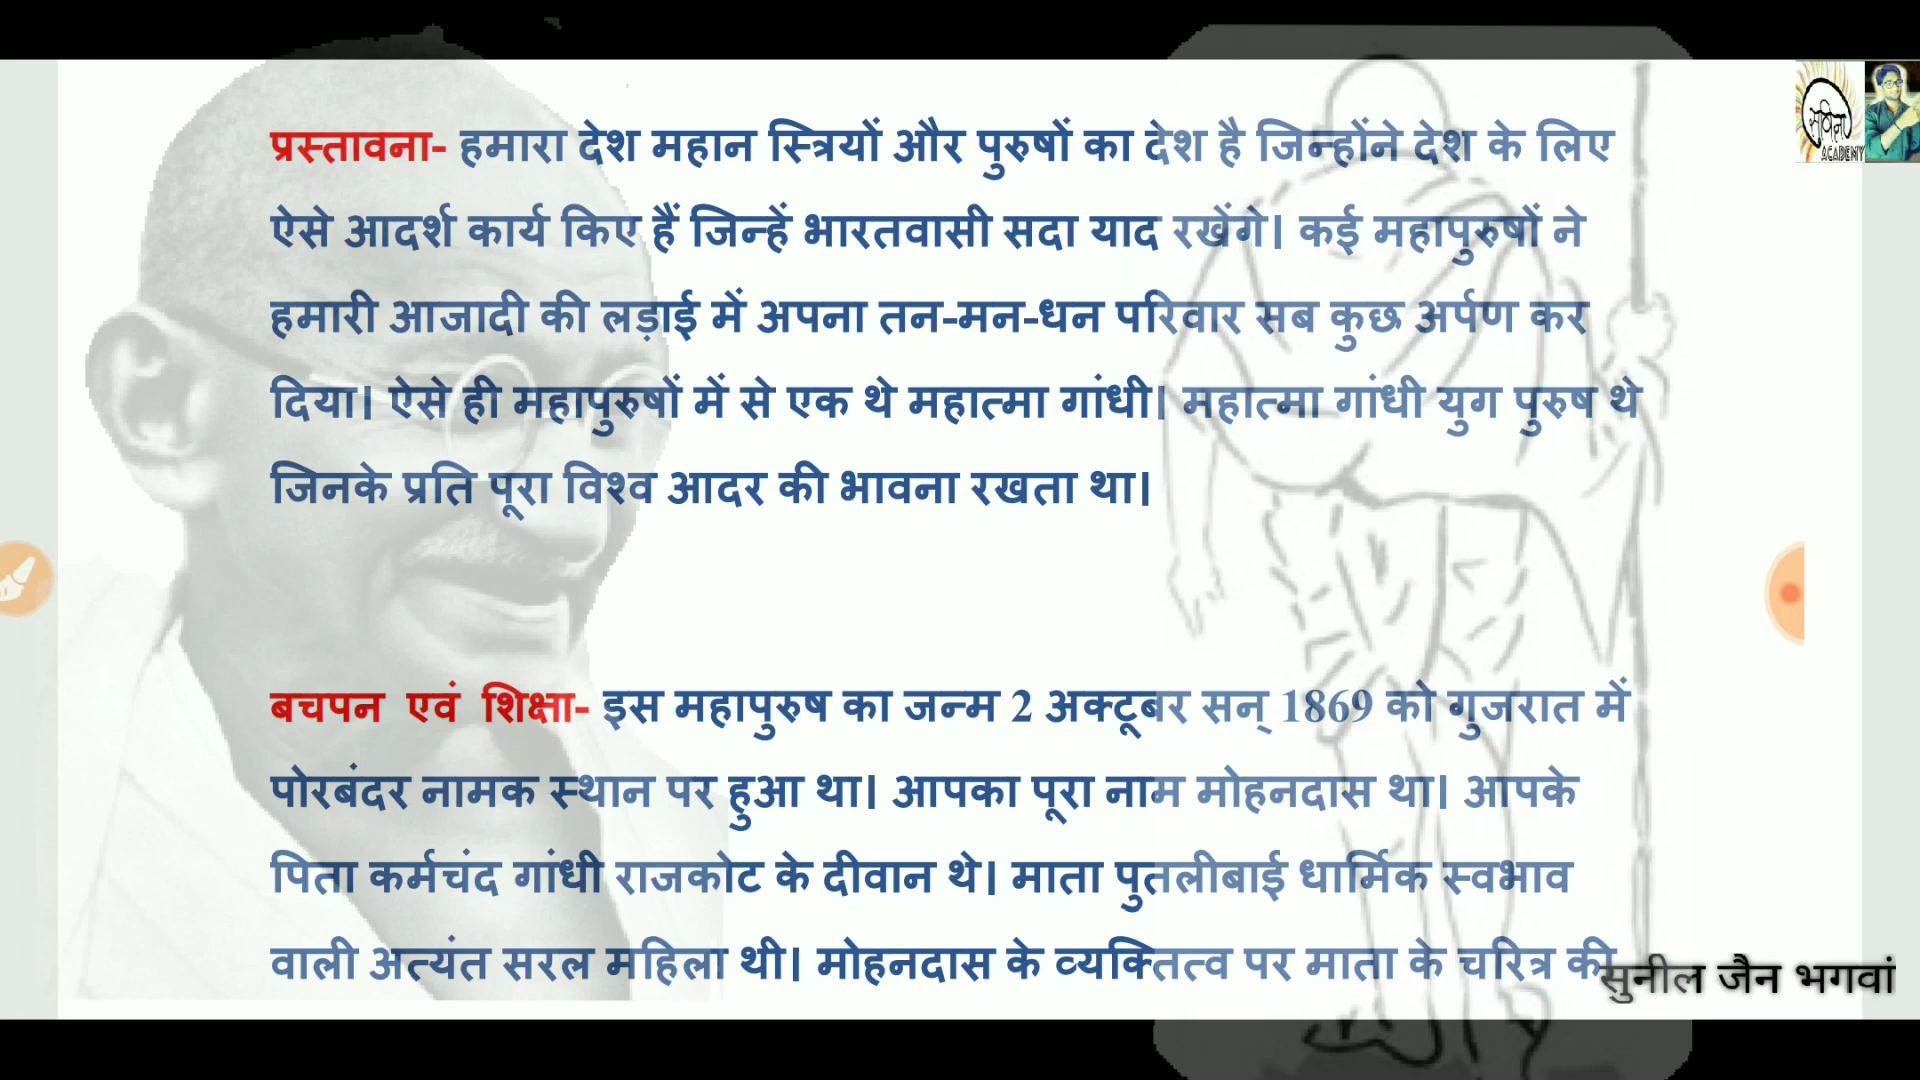 प्रस्तावना- हमारा देश महान स्त्रियों और पुरुषों का देश है जिन्होंने देश के लिए
ऐसे आदर्श कार्य किए हैं जिन्हें भारतवासी सदा याद रखेंगे। कई महापुरुषों ने
हमारी आजादी की लड़ाई में अपना तन-मन-धन परिवार सब कुछ अर्पण कर
दिया। ऐसे ही महापुरुषों में से एक थे महात्मा गांधी। महात्मा गांधी युग पुरुष थे
जिनके प्रति पूरा विश्व आदर की भावना रखता था।
बचपन एवं शिक्षा- इस महापुरुष का जन्म 2 अक्टूबर सन् 1869 को गुजरात में
पोरबंदर नामक स्थान पर हुआ था। आपका पूरा नाम मोहनदास था। आपके
पिता कर्मचंद गांधी राजकोट के दीवान थे। माता पुतलीबाई धार्मिक स्वभाव
वाली अत्यंत सरल महिला थी। मोहनदास के व्यक्तित्व पर माता के चरित्र की
सुनील जैन भगवां
ACADEMY